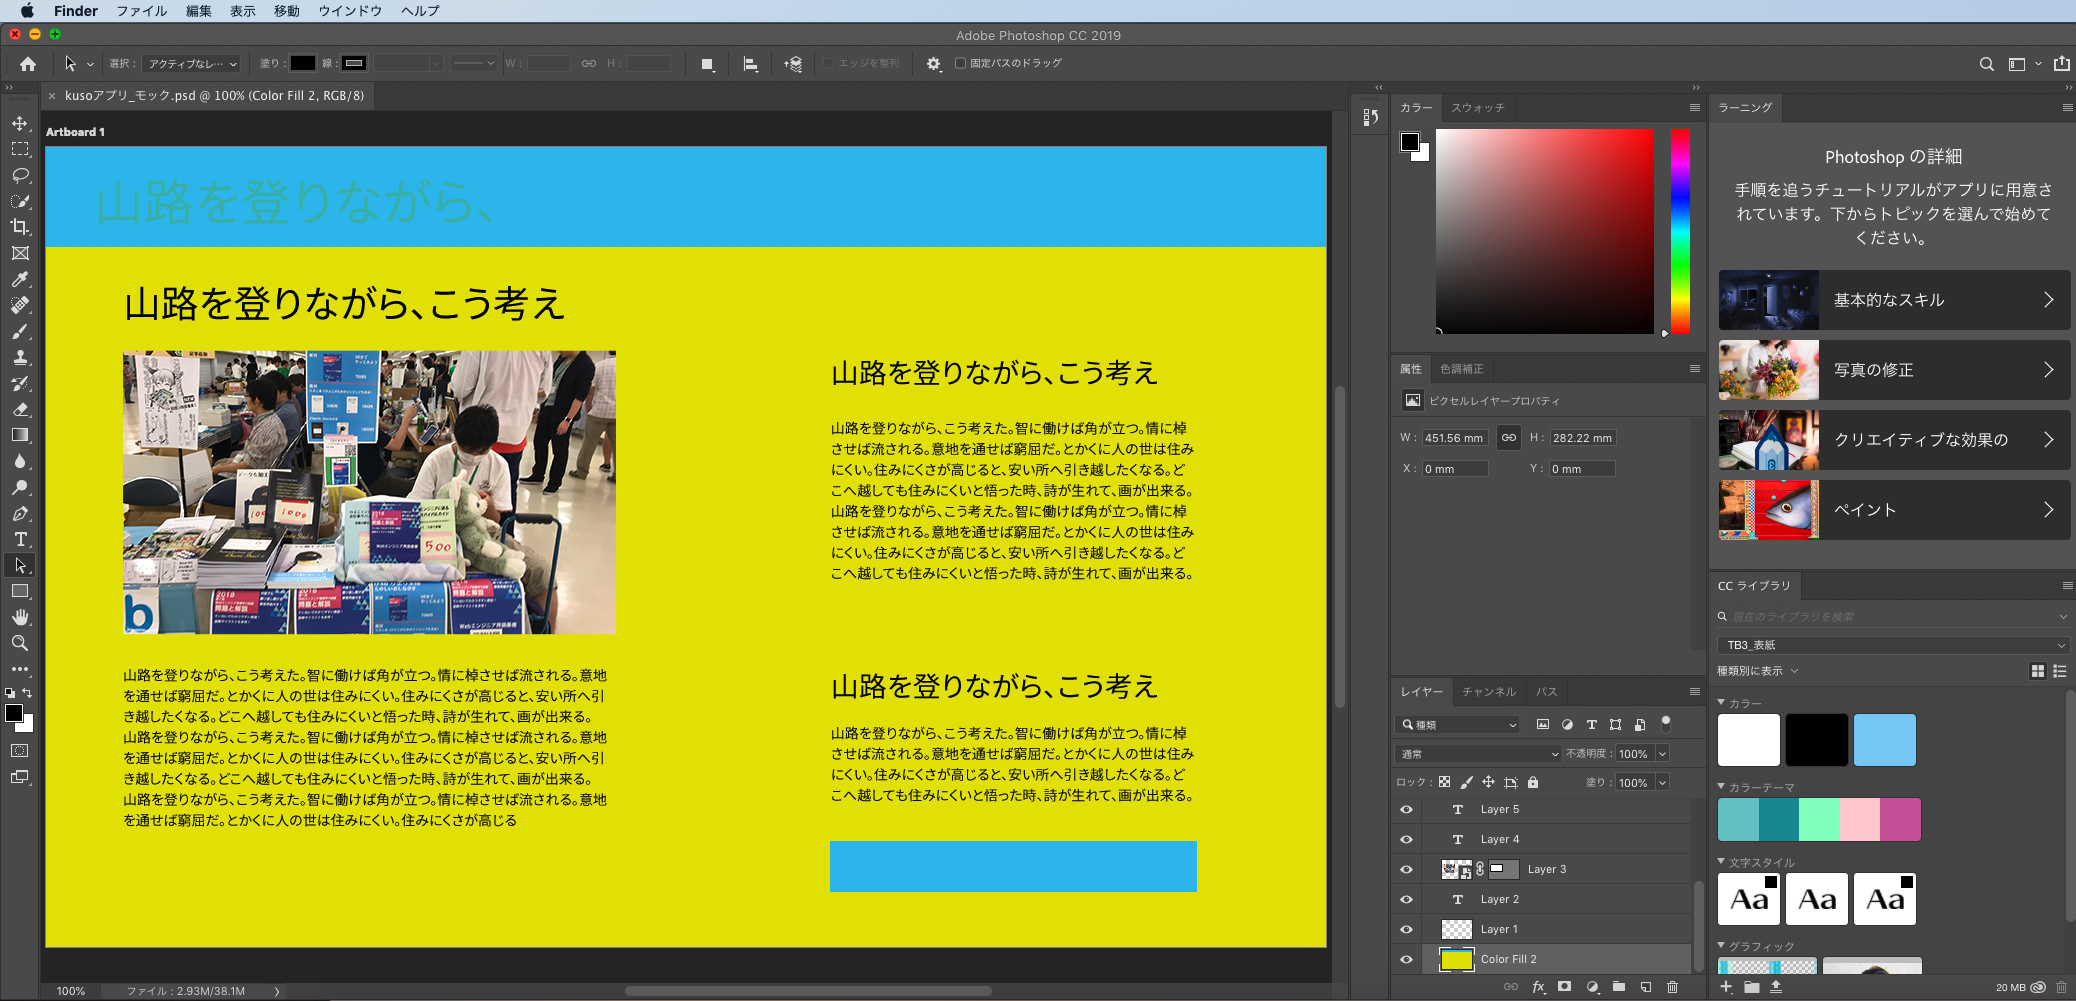 Finder ファイル 編集 表示 移動 ウインドウ ヘルプ
Adobe Photoshop CC 2019
選択： アクティブなレ… 塗り： 線： W： H： エッジを整列 固定パスのドラッグ
kusoアプリ_モック.psd @ 100% (Color Fill 2, RGB/8)
Artboard 1
山路を登りながら、
山路を登りながら、こう考え
山路を登りながら、こう考えた。智に働けば角が立つ。情に棹させば流される。意地
を通せば窮屈だ。とかくに人の世は住みにくい。住みにくさが高じると、安い所へ引
き越したくなる。どこへ越しても住みにくいと悟った時、詩が生れて、画が出来る。
山路を登りながら、こう考えた。智に働けば角が立つ。情に棹させば流される。意地
を通せば窮屈だ。とかくに人の世は住みにくい。住みにくさが高じると、安い所へ引
き越したくなる。どこへ越しても住みにくいと悟った時、詩が生れて、画が出来る。
山路を登りながら、こう考えた。智に働けば角が立つ。情に棹させば流される。意地
を通せば窮屈だ。とかくに人の世は住みにくい。住みにくさが高じる
山路を登りながら、こう考え
山路を登りながら、こう考えた。智に働けば角が立つ。情に棹
させば流される。意地を通せば窮屈だ。とかくに人の世は住み
にくい。住みにくさが高じると、安い所へ引き越したくなる。ど
こへ越しても住みにくいと悟った時、詩が生れて、画が出来る。
山路を登りながら、こう考えた。智に働けば角が立つ。情に棹
させば流される。意地を通せば窮屈だ。とかくに人の世は住み
にくい。住みにくさが高じると、安い所へ引き越したくなる。ど
こへ越しても住みにくいと悟った時、詩が生れて、画が出来る。
山路を登りながら、こう考え
山路を登りながら、こう考えた。智に働けば角が立つ。情に棹
させば流される。意地を通せば窮屈だ。とかくに人の世は住み
にくい。住みにくさが高じると、安い所へ引き越したくなる。ど
こへ越しても住みにくいと悟った時、詩が生れて、画が出来る。
100% ファイル：2.93M/38.1M
カラー スウォッチ
属性 色調補正
ピクセルレイヤープロパティ
W： 451.56 mm H： 282.22 mm
X： 0 mm Y： 0 mm
レイヤー チャンネル パス
種類
通常 不透明度： 100%
ロック： 塗り： 100%
Layer 5
Layer 4
Layer 3
Layer 2
Layer 1
Color Fill 2
ラーニング
Photoshop の詳細
手順を追うチュートリアルがアプリに用意さ
れています。下からトピックを選んで始めて
ください。
基本的なスキル
写真の修正
クリエイティブな効果の
ペイント
CC ライブラリ
現在のライブラリを検索
TB3_表紙
種類別に表示
カラー
カラーテーマ
文字スタイル
Aa Aa Aa
グラフィック
20 MB